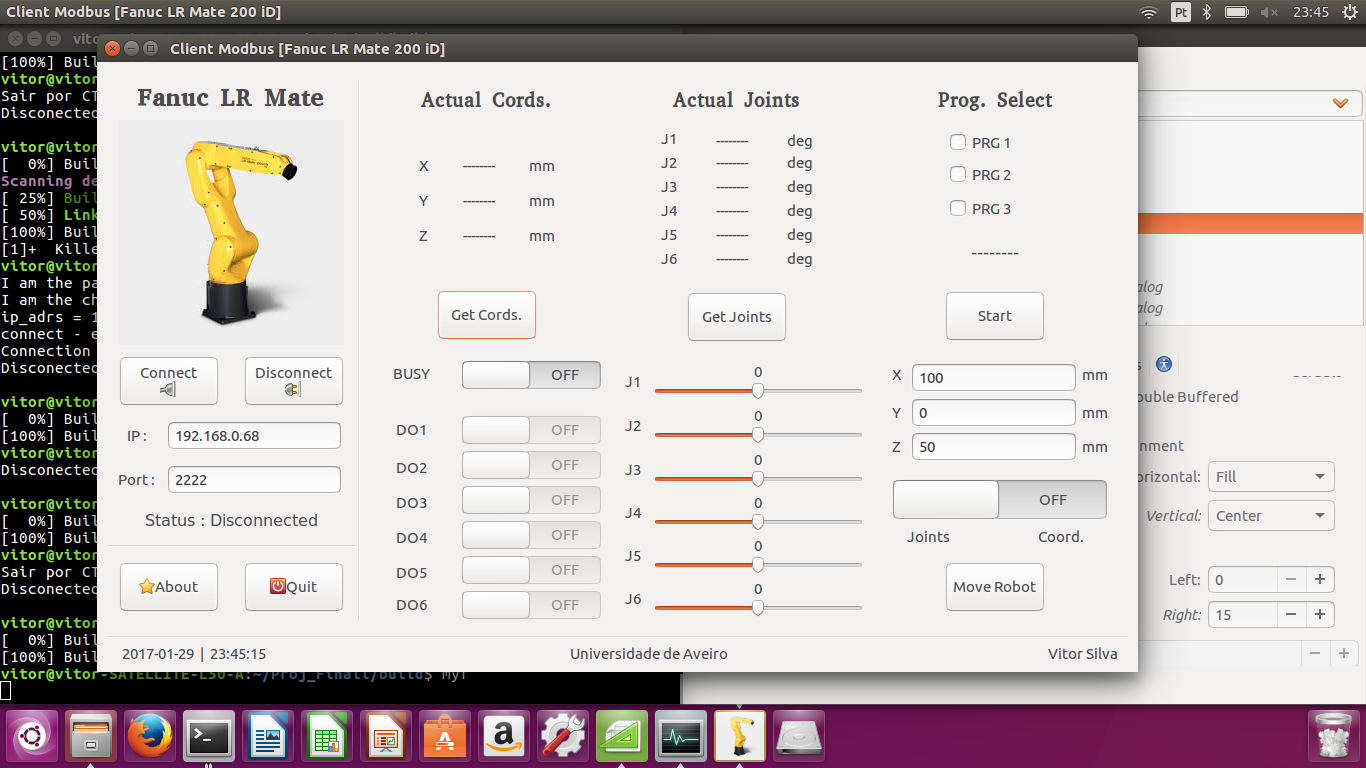 Client Modbus [Fanuc LR Mate 200 iD]
Pt
23:45
Client Modbus [Fanuc LR Mate 200 iD]
Fanuc LR Mate
Connect
Disconnect
IP :
192.168.0.68
Port :
2222
Status : Disconnected
About
Quit
Actual Cords.
X -------- mm
Y -------- mm
Z -------- mm
Get Cords.
BUSY OFF
DO1 OFF
DO2 OFF
DO3 OFF
DO4 OFF
DO5 OFF
DO6 OFF
Actual Joints
J1 -------- deg
J2 -------- deg
J3 -------- deg
J4 -------- deg
J5 -------- deg
J6 -------- deg
Get Joints
J1 0
J2 0
J3 0
J4 0
J5 0
J6 0
Prog. Select
PRG 1
PRG 2
PRG 3
--------
Start
X 100 mm
Y 0 mm
Z 50 mm
OFF
Joints Coord.
Move Robot
2017-01-29 | 23:45:15
Universidade de Aveiro
Vitor Silva
[100%] Buil
vitor@vitor
Sair por CT
Disconected
vitor@vitor
[ 0%] Buil
Scanning de
[ 25%] Buil
[ 50%] Link
[100%] Buil
[1]+ Kille
vitor@vitor
I am the pa
I am the ch
ip_adrs = 1
connect - e
Connection
Disconected
vitor@vitor
[ 0%] Buil
[100%] Buil
vitor@vitor
Disconected
vitor@vitor
[ 0%] Buil
[100%] Buil
vitor@vitor
Sair por CT
Disconected
vitor@vitor
[ 0%] Buil
[100%] Buil
vitor@vitor-SATELLITE-L50-A:~/Proj_Final1/build$ MyT
alog
alog
ouble Buffered
nment
orizontal: Fill
Vertical: Center
Left: 0
Right: 15